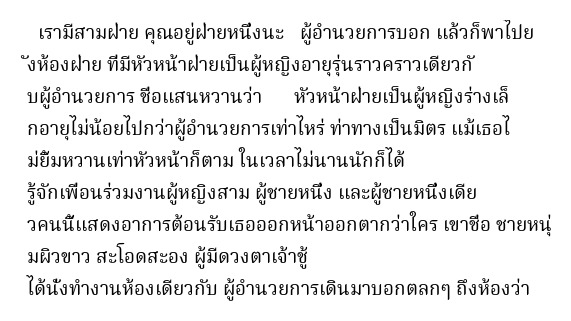 เรามีสามฝ่าย คุณอยู่ฝ่ายหนึ่งนะ ผู้อำนวยการบอก แล้วก็พาไปย
ังห้องฝ่าย ที่มีหัวหน้าฝ่ายเป็นผู้หญิงอายุรุ่นราวคราวเดียวกั
บผู้อำนวยการ ชื่อแสนหวานว่า หัวหน้าฝ่ายเป็นผู้หญิงร่างเล็
กอายุไม่น้อยไปกว่าผู้อำนวยการเท่าไหร่ ท่าทางเป็นมิตร แม้เธอไ
ม่ยิ้มหวานเท่าหัวหน้าก็ตาม ในเวลาไม่นานนักก็ได้
รู้จักเพื่อนร่วมงานผู้หญิงสาม ผู้ชายหนึ่ง และผู้ชายหนึ่งเดีย
วคนนี้แสดงอาการต้อนรับเธอออกหน้าออกตากว่าใคร เขาชื่อ ชายหนุ่
มผิวขาว สะโอดสะอง ผู้มีดวงตาเจ้าชู้
ได้นั่งทำงานห้องเดียวกับ ผู้อำนวยการเดินมาบอกตลกๆ ถึงห้องว่า